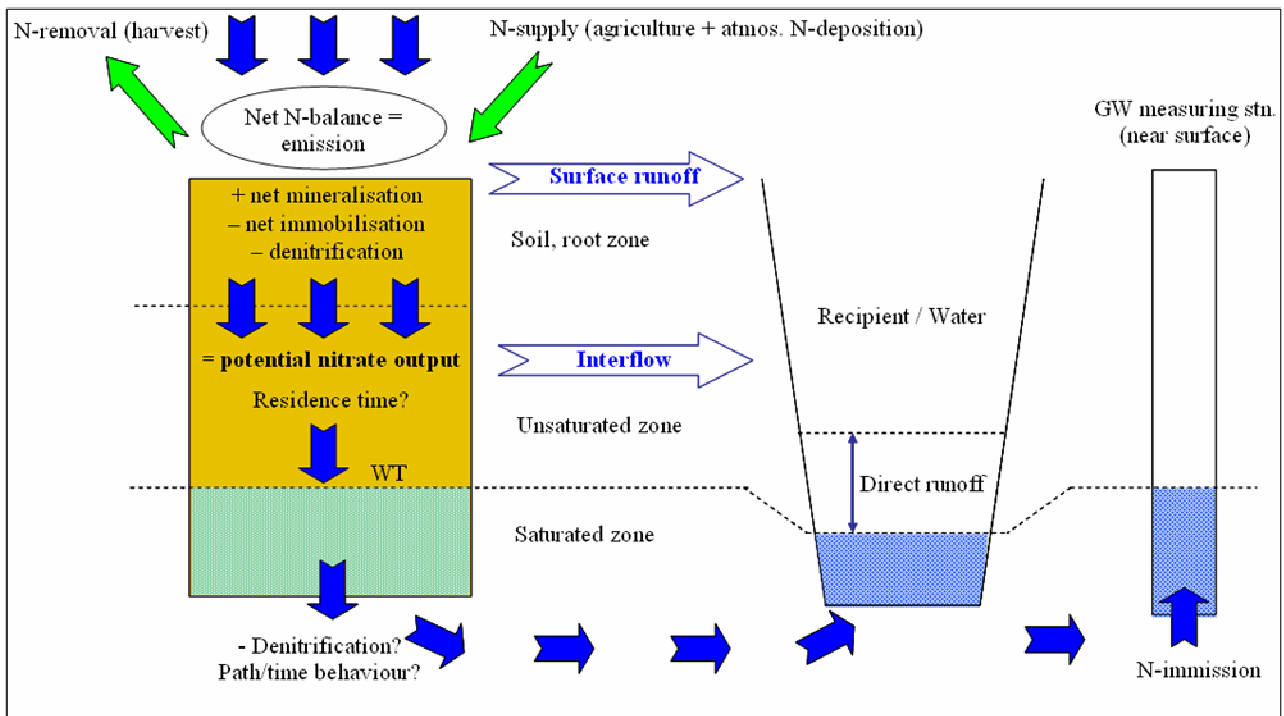 N-removal (harvest)
N-supply (agriculture + atmos. N-deposition)
Net N-balance =
emission
GW measuring stn.
(near surface)
Surface runoff
+ net mineralisation
– net immobilisation
– denitrification
Soil, root zone
Recipient / Water
= potential nitrate output
Interflow
Residence time?
Unsaturated zone
WT
Direct runoff
Saturated zone
- Denitrification?
Path/time behaviour?
N-immission